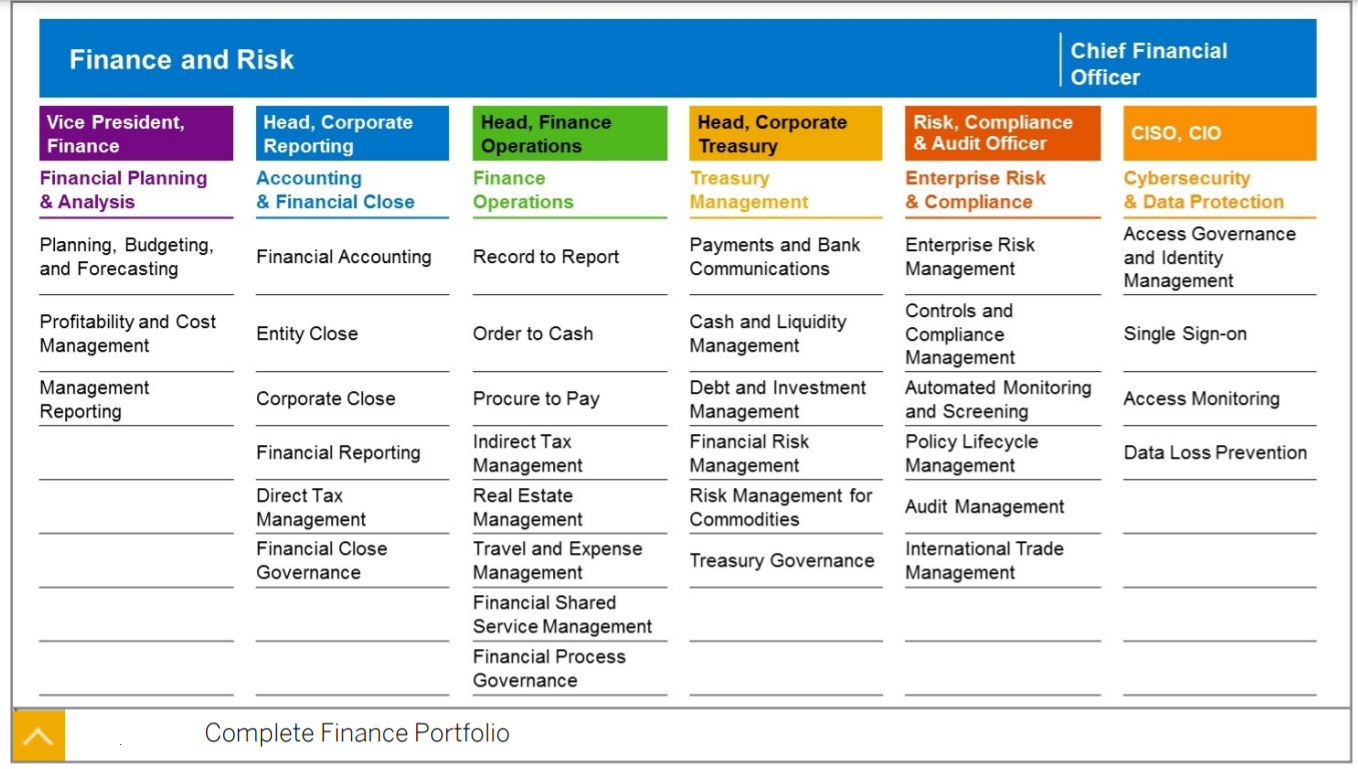 Finance and Risk
Chief Financial
Officer
Vice President,
Finance
Financial Planning
& Analysis
Planning, Budgeting,
and Forecasting
Profitability and Cost
Management
Management
Reporting
Head, Corporate
Reporting
Accounting
& Financial Close
Financial Accounting
Entity Close
Corporate Close
Financial Reporting
Direct Tax
Management
Financial Close
Governance
Head, Finance
Operations
Finance
Operations
Record to Report
Order to Cash
Procure to Pay
Indirect Tax
Management
Real Estate
Management
Travel and Expense
Management
Financial Shared
Service Management
Financial Process
Governance
Head, Corporate
Treasury
Treasury
Management
Payments and Bank
Communications
Cash and Liquidity
Management
Debt and Investment
Management
Financial Risk
Management
Risk Management for
Commodities
Treasury Governance
Risk, Compliance
& Audit Officer
Enterprise Risk
& Compliance
Enterprise Risk
Management
Controls and
Compliance
Management
Automated Monitoring
and Screening
Policy Lifecycle
Management
Audit Management
International Trade
Management
CISO, CIO
Cybersecurity
& Data Protection
Access Governance
and Identity
Management
Single Sign-on
Access Monitoring
Data Loss Prevention
Complete Finance Portfolio